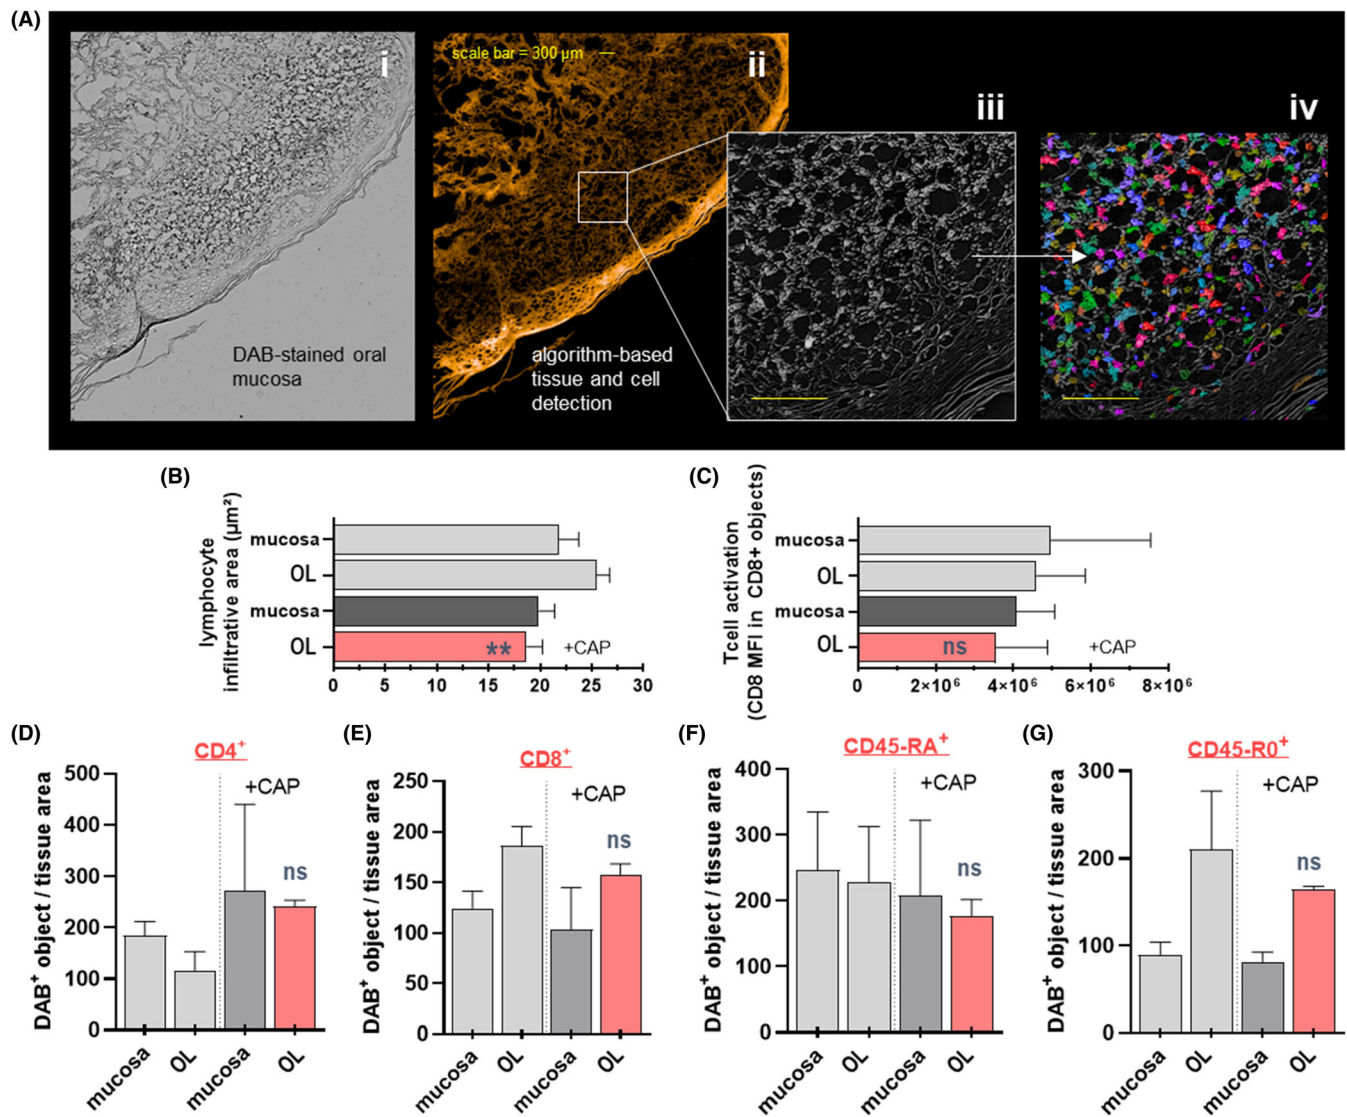 (A)
i
scale bar = 300 µm
ii
iii
iv
DAB-stained oral
mucosa
algorithm-based
tissue and cell
detection
(B)
lymphocyte
infiltrative area (µm²)
mucosa
OL
mucosa
OL
**
+CAP
0 5 10 15 20 25 30
(C)
Tcell activation
(CD8 MFI in CD8+ objects)
mucosa
OL
mucosa
OL
ns
+CAP
0 2×10⁶ 4×10⁶ 6×10⁶ 8×10⁶
(D)
CD4⁺
DAB⁺ object / tissue area
500
400
300
200
100
0
+CAP
ns
mucosa
OL
mucosa
OL
(E)
CD8⁺
DAB⁺ object / tissue area
250
200
150
100
50
0
+CAP
ns
mucosa
OL
mucosa
OL
(F)
CD45-RA⁺
DAB⁺ object / tissue area
400
300
200
100
0
+CAP
ns
mucosa
OL
mucosa
OL
(G)
CD45-R0⁺
DAB⁺ object / tissue area
300
200
100
0
+CAP
ns
mucosa
OL
mucosa
OL